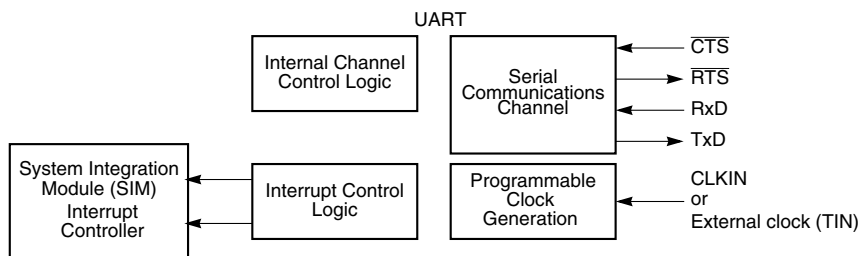 UART
Internal Channel
Control Logic
Serial
Communications
Channel
CTS
RTS
RxD
TxD
System Integration
Module (SIM)
Interrupt
Controller
Interrupt Control
Logic
Programmable
Clock
Generation
CLKIN
or
External clock (TIN)